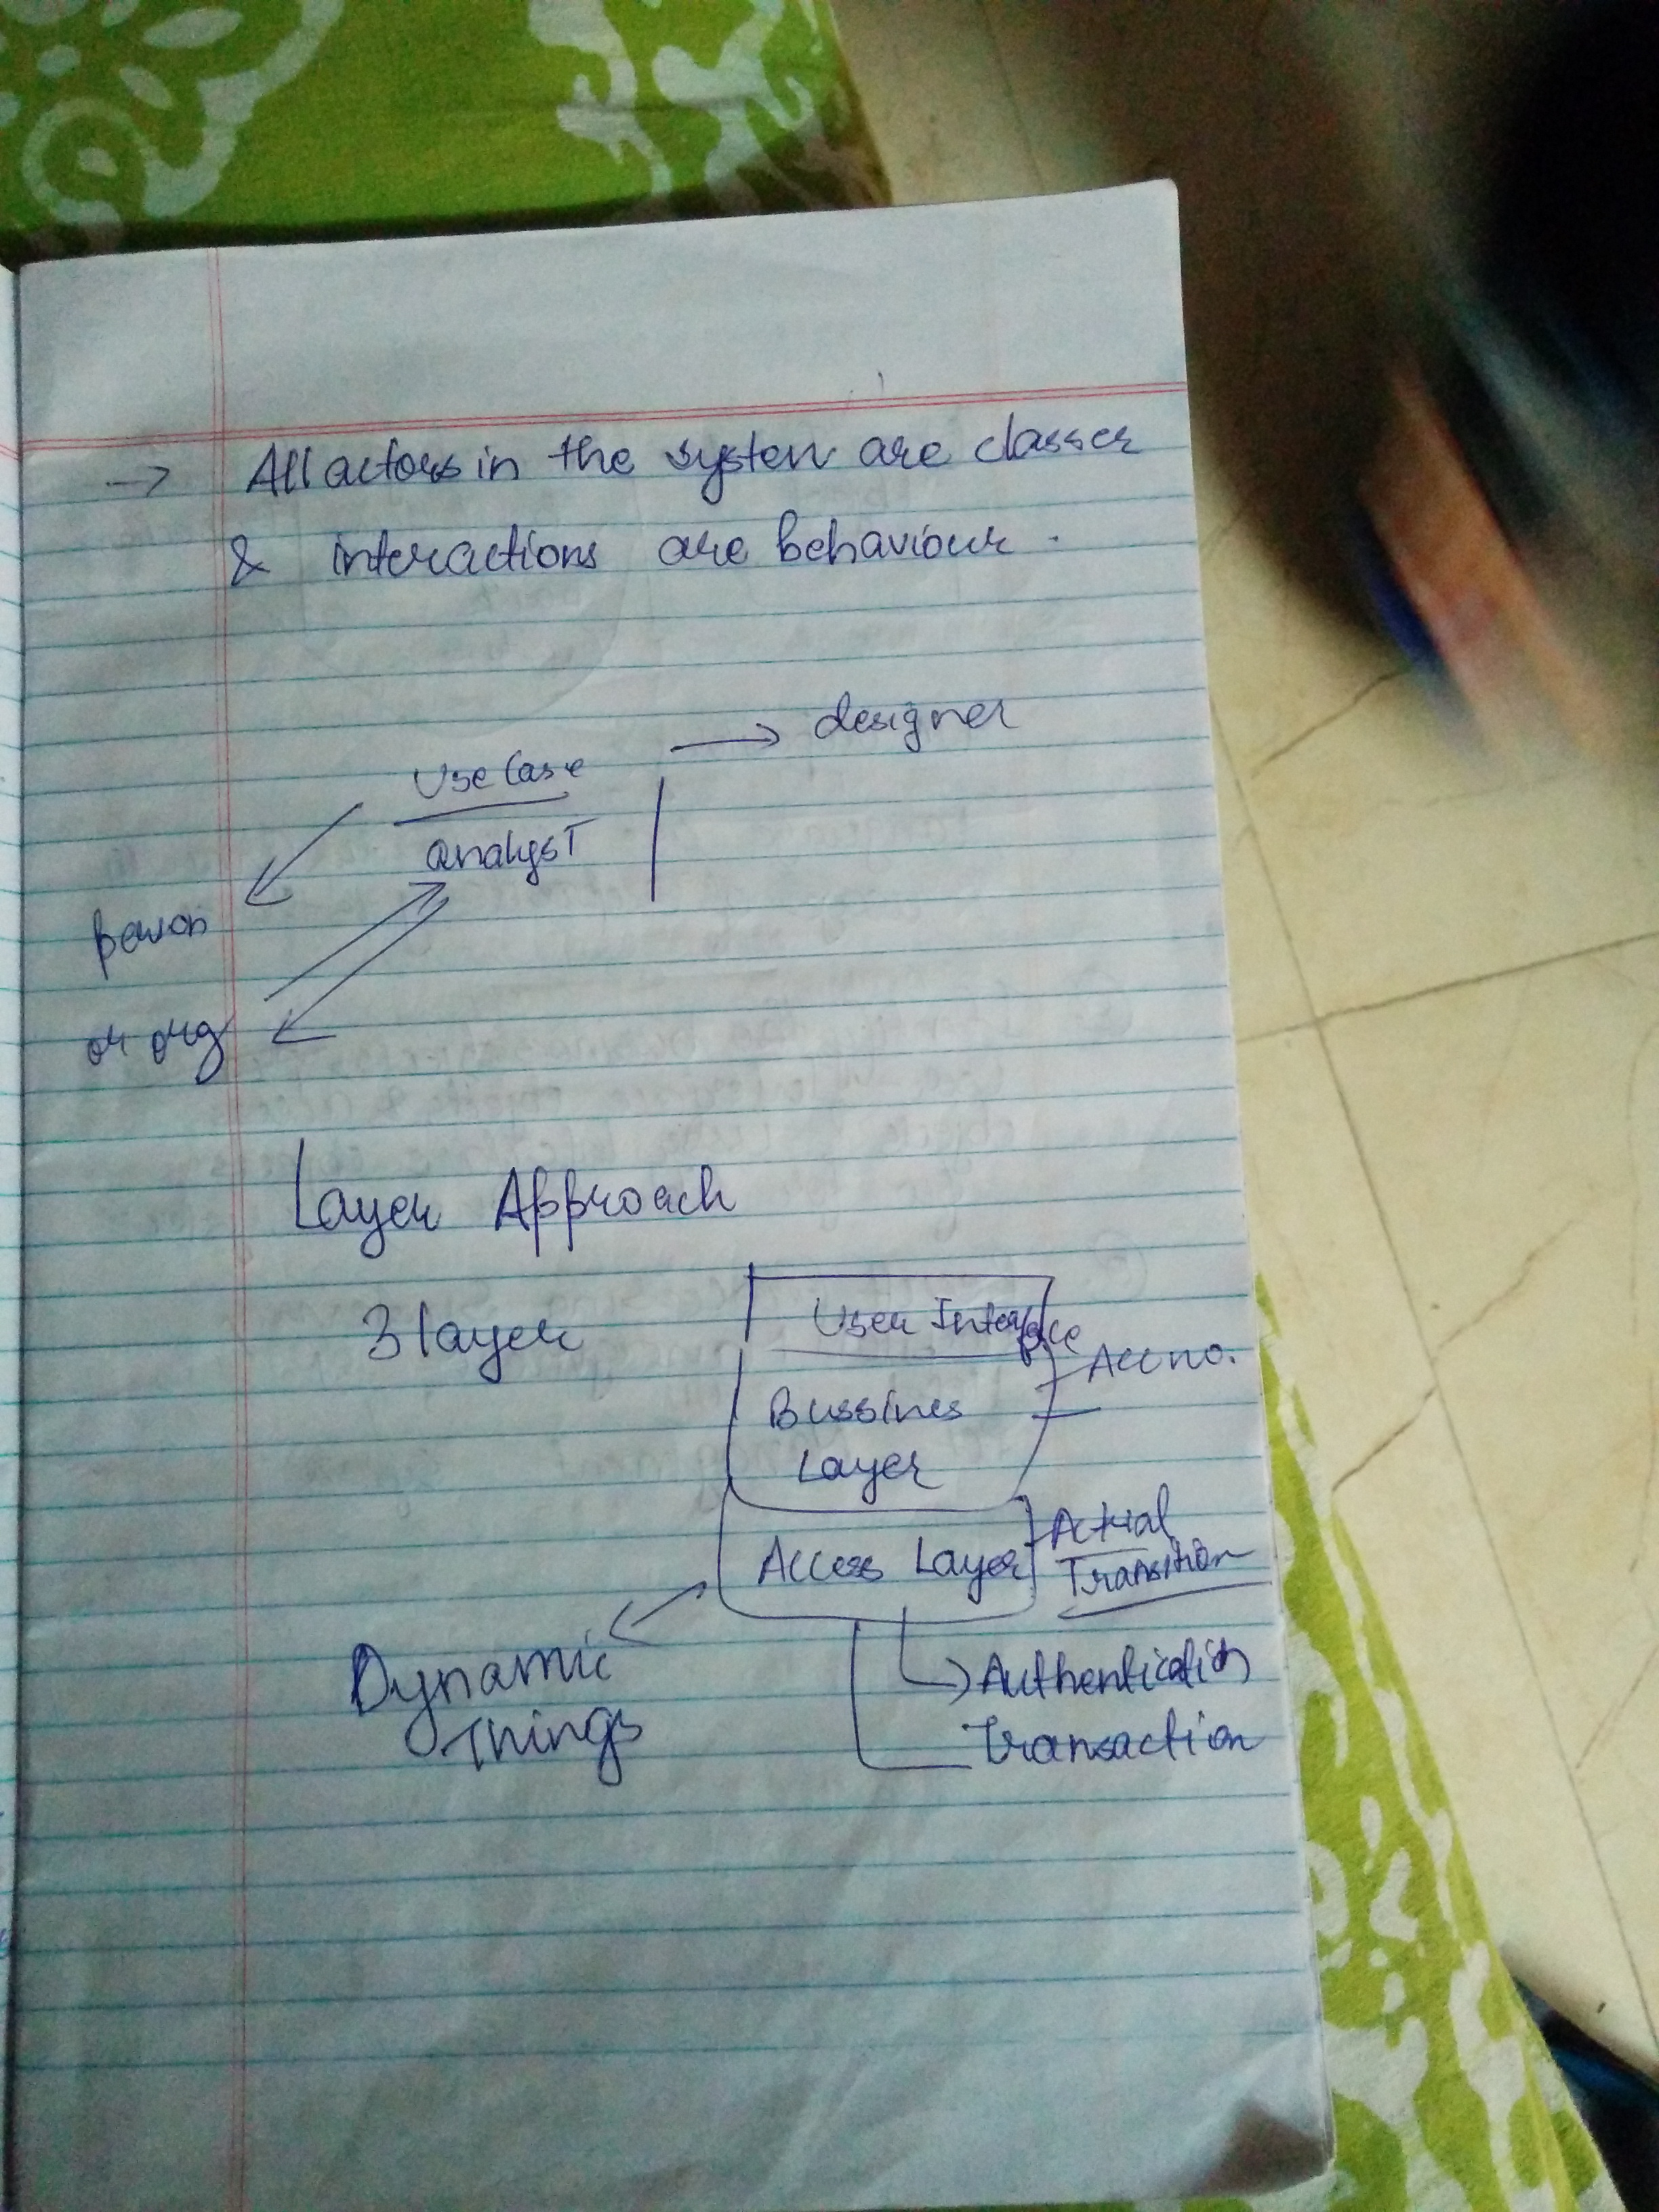 → All actors in the system are classes
& interactions are behaviour.
→ designer
Use Case
analyst
person
or org
Layer Approach
3 layer
User Interface
Acc no.
Bussines
Layer
Access Layer
Actual
Transition
Dynamic
Things
Authentication
Transaction